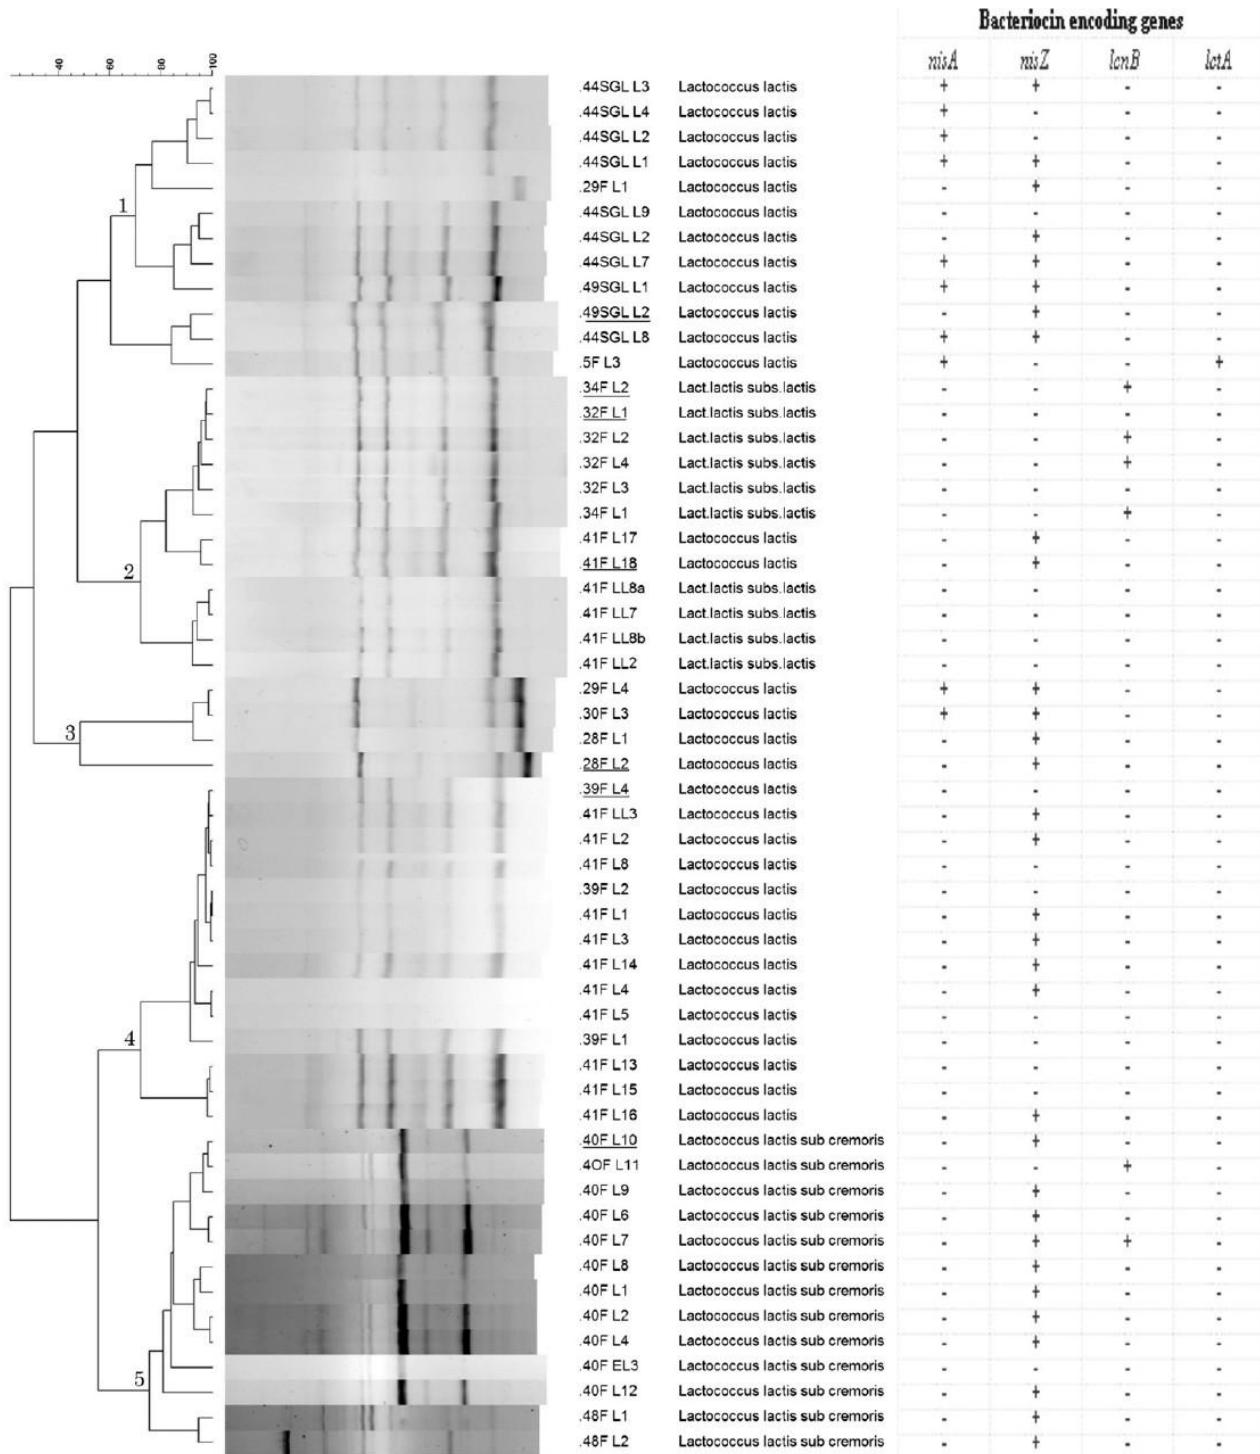 Bacteriocin encoding genes
40 60 80 100 nisA nisZ lcnB lctA
.44SGL L3 Lactococcus lactis + + - -
.44SGL L4 Lactococcus lactis + - - -
.44SGL L2 Lactococcus lactis + - - -
.44SGL L1 Lactococcus lactis + + - -
.29F L1 Lactococcus lactis - + - -
1 .44SGL L9 Lactococcus lactis - - - -
.44SGL L2 Lactococcus lactis - + - -
.44SGL L7 Lactococcus lactis + + - -
.49SGL L1 Lactococcus lactis + + - -
.49SGL L2 Lactococcus lactis - + - -
.44SGL L8 Lactococcus lactis + + - -
.5F L3 Lactococcus lactis + - - +
.34F L2 Lact.lactis subs.lactis - - + -
.32F L1 Lact.lactis subs.lactis - - - -
.32F L2 Lact.lactis subs.lactis - - + -
.32F L4 Lact.lactis subs.lactis - - + -
.32F L3 Lact.lactis subs.lactis - - - -
.34F L1 Lact.lactis subs.lactis - - + -
.41F L17 Lactococcus lactis - + - -
2 .41F L18 Lactococcus lactis - + - -
.41F LL8a Lact.lactis subs.lactis - - - -
.41F LL7 Lact.lactis subs.lactis - - - -
.41F LL8b Lact.lactis subs.lactis - - - -
.41F LL2 Lact.lactis subs.lactis - - - -
.29F L4 Lactococcus lactis + + - -
.30F L3 Lactococcus lactis + + - -
3 .28F L1 Lactococcus lactis - + - -
.28F L2 Lactococcus lactis - + - -
.39F L4 Lactococcus lactis - - - -
.41F LL3 Lactococcus lactis - + - -
.41F L2 Lactococcus lactis - + - -
.41F L8 Lactococcus lactis - - - -
.39F L2 Lactococcus lactis - - - -
.41F L1 Lactococcus lactis - + - -
.41F L3 Lactococcus lactis - + - -
.41F L14 Lactococcus lactis - + - -
.41F L4 Lactococcus lactis - + - -
.41F L5 Lactococcus lactis - - - -
4 .39F L1 Lactococcus lactis - - - -
.41F L13 Lactococcus lactis - - - -
.41F L15 Lactococcus lactis - - - -
.41F L16 Lactococcus lactis - + - -
.40F L10 Lactococcus lactis sub cremoris - + - -
.4OF L11 Lactococcus lactis sub cremoris - - + -
.40F L9 Lactococcus lactis sub cremoris - + - -
.40F L6 Lactococcus lactis sub cremoris - + - -
.40F L7 Lactococcus lactis sub cremoris - + + -
.40F L8 Lactococcus lactis sub cremoris - + - -
.40F L1 Lactococcus lactis sub cremoris - + - -
.40F L2 Lactococcus lactis sub cremoris - + - -
.40F L4 Lactococcus lactis sub cremoris - + - -
5 .40F EL3 Lactococcus lactis sub cremoris - - - -
.40F L12 Lactococcus lactis sub cremoris - + - -
.48F L1 Lactococcus lactis sub cremoris - + - -
.48F L2 Lactococcus lactis sub cremoris - + - -